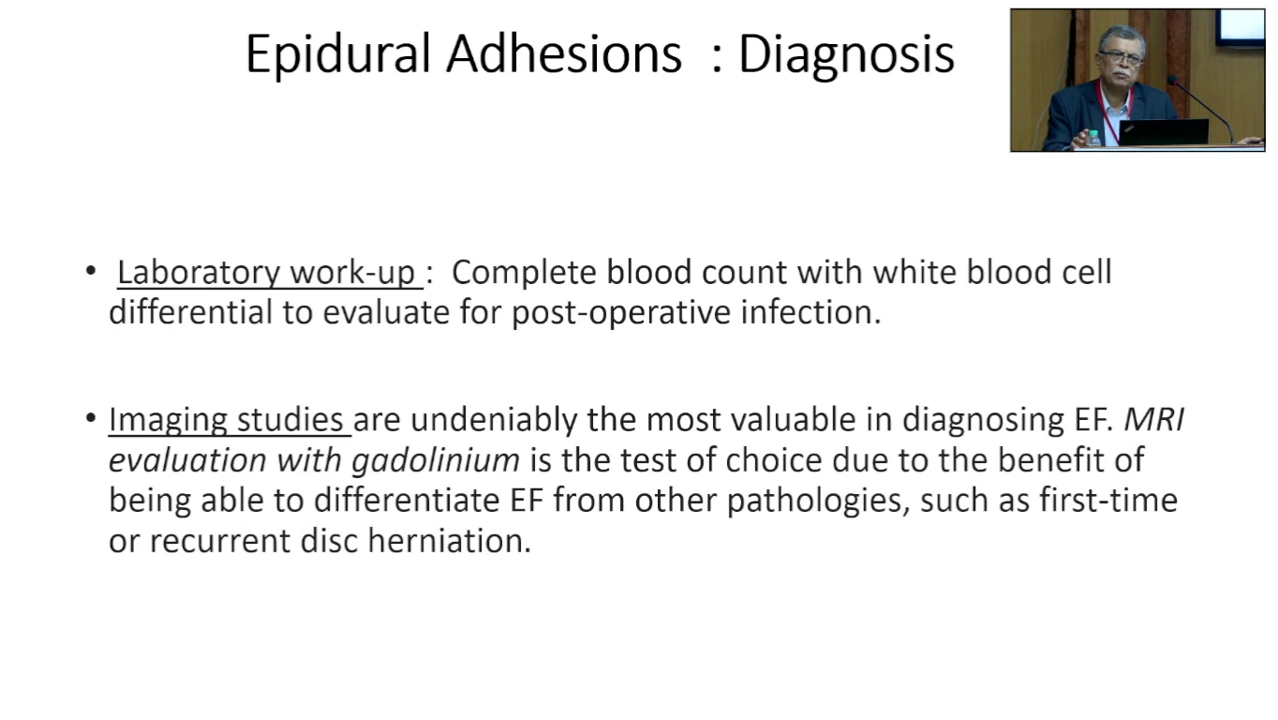 Epidural Adhesions : Diagnosis
• Laboratory work-up : Complete blood count with white blood cell
differential to evaluate for post-operative infection.
• Imaging studies are undeniably the most valuable in diagnosing EF. MRI
evaluation with gadolinium is the test of choice due to the benefit of
being able to differentiate EF from other pathologies, such as first-time
or recurrent disc herniation.